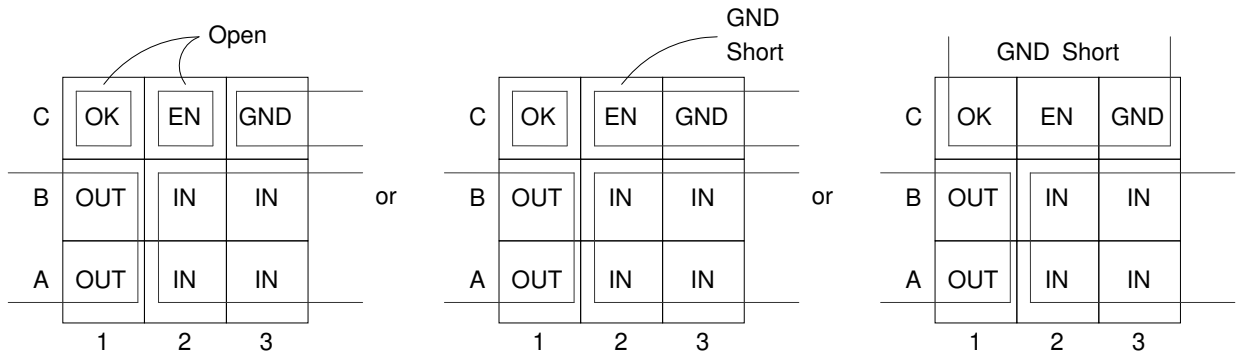 Open
GND
Short
GND Short
C OK EN GND
C OK EN GND
C OK EN GND
B OUT IN IN or
B OUT IN IN or
B OUT IN IN
A OUT IN IN
A OUT IN IN
A OUT IN IN
1 2 3
1 2 3
1 2 3